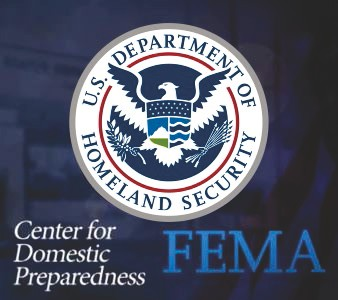 U.S. DEPARTMENT OF
HOMELAND SECURITY
Center for
Domestic
Preparedness
FEMA